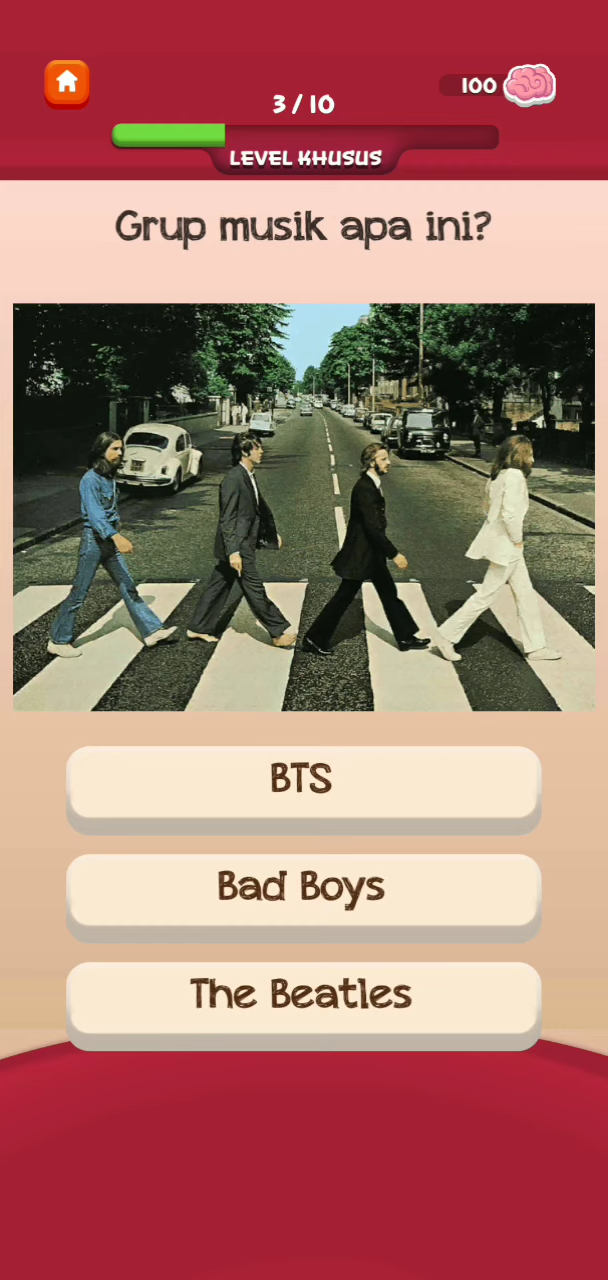 100
3 / 10
LEVEL KHUSUS
Grup musik apa ini?
BTS
Bad Boys
The Beatles